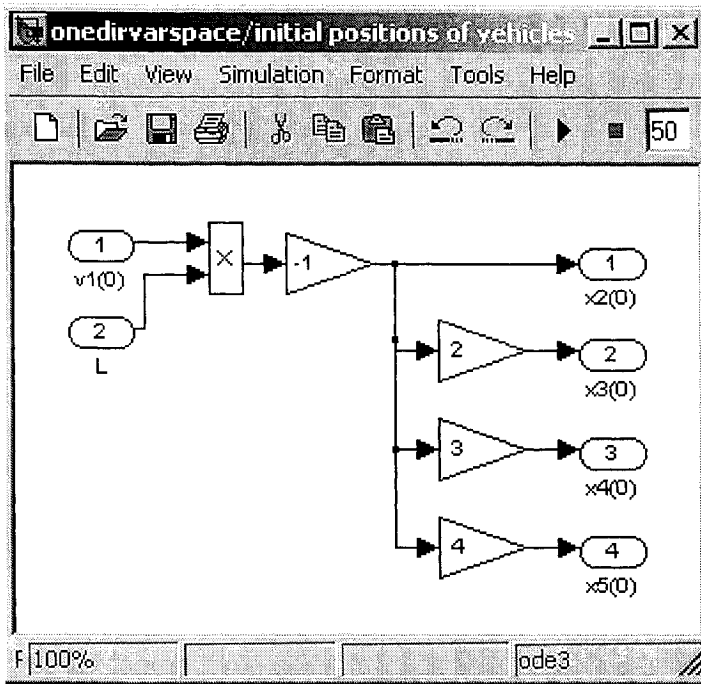 onedirvarspace/initial positions of vehicles
File Edit View Simulation Format Tools Help
50
1
v1(0)
2
L
×
-1
1
x2(0)
2
2
x3(0)
3
3
x4(0)
4
4
x5(0)
F 100% ode3